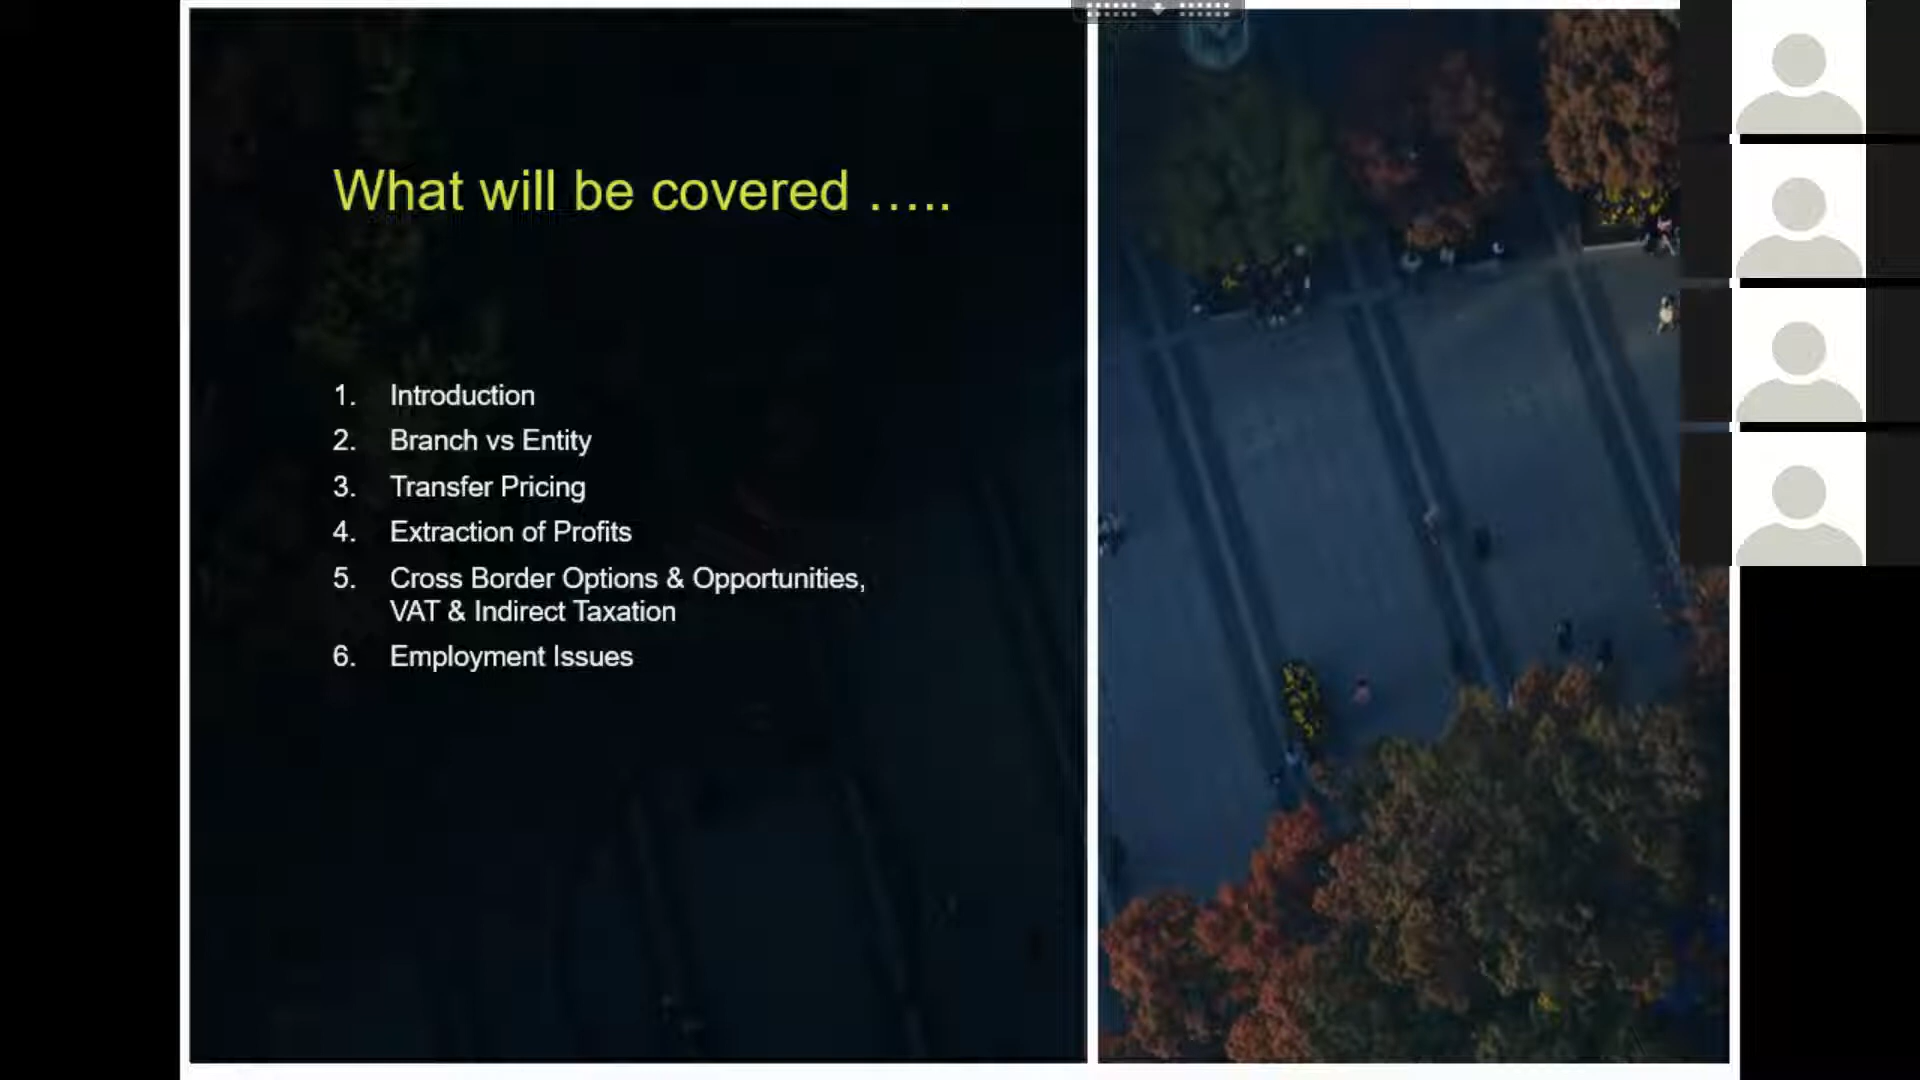 What will be covered …..
1. Introduction
2. Branch vs Entity
3. Transfer Pricing
4. Extraction of Profits
5. Cross Border Options & Opportunities,
VAT & Indirect Taxation
6. Employment Issues